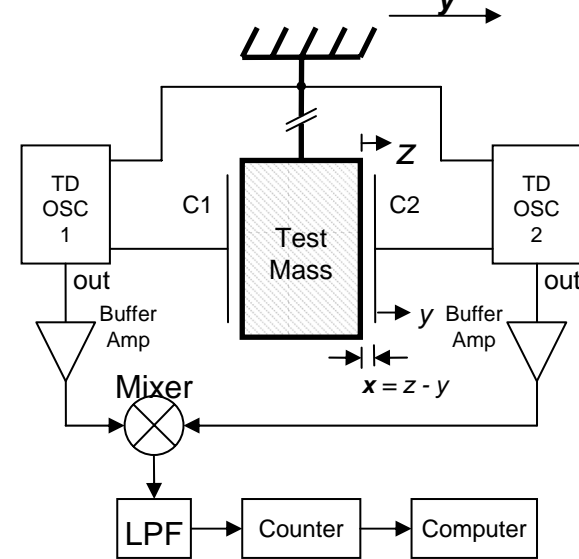 y
z
TD
OSC
1
C1
C2
TD
OSC
2
Test
Mass
out
out
Buffer
Amp
y
Buffer
Amp
x = z - y
Mixer
LPF
Counter
Computer